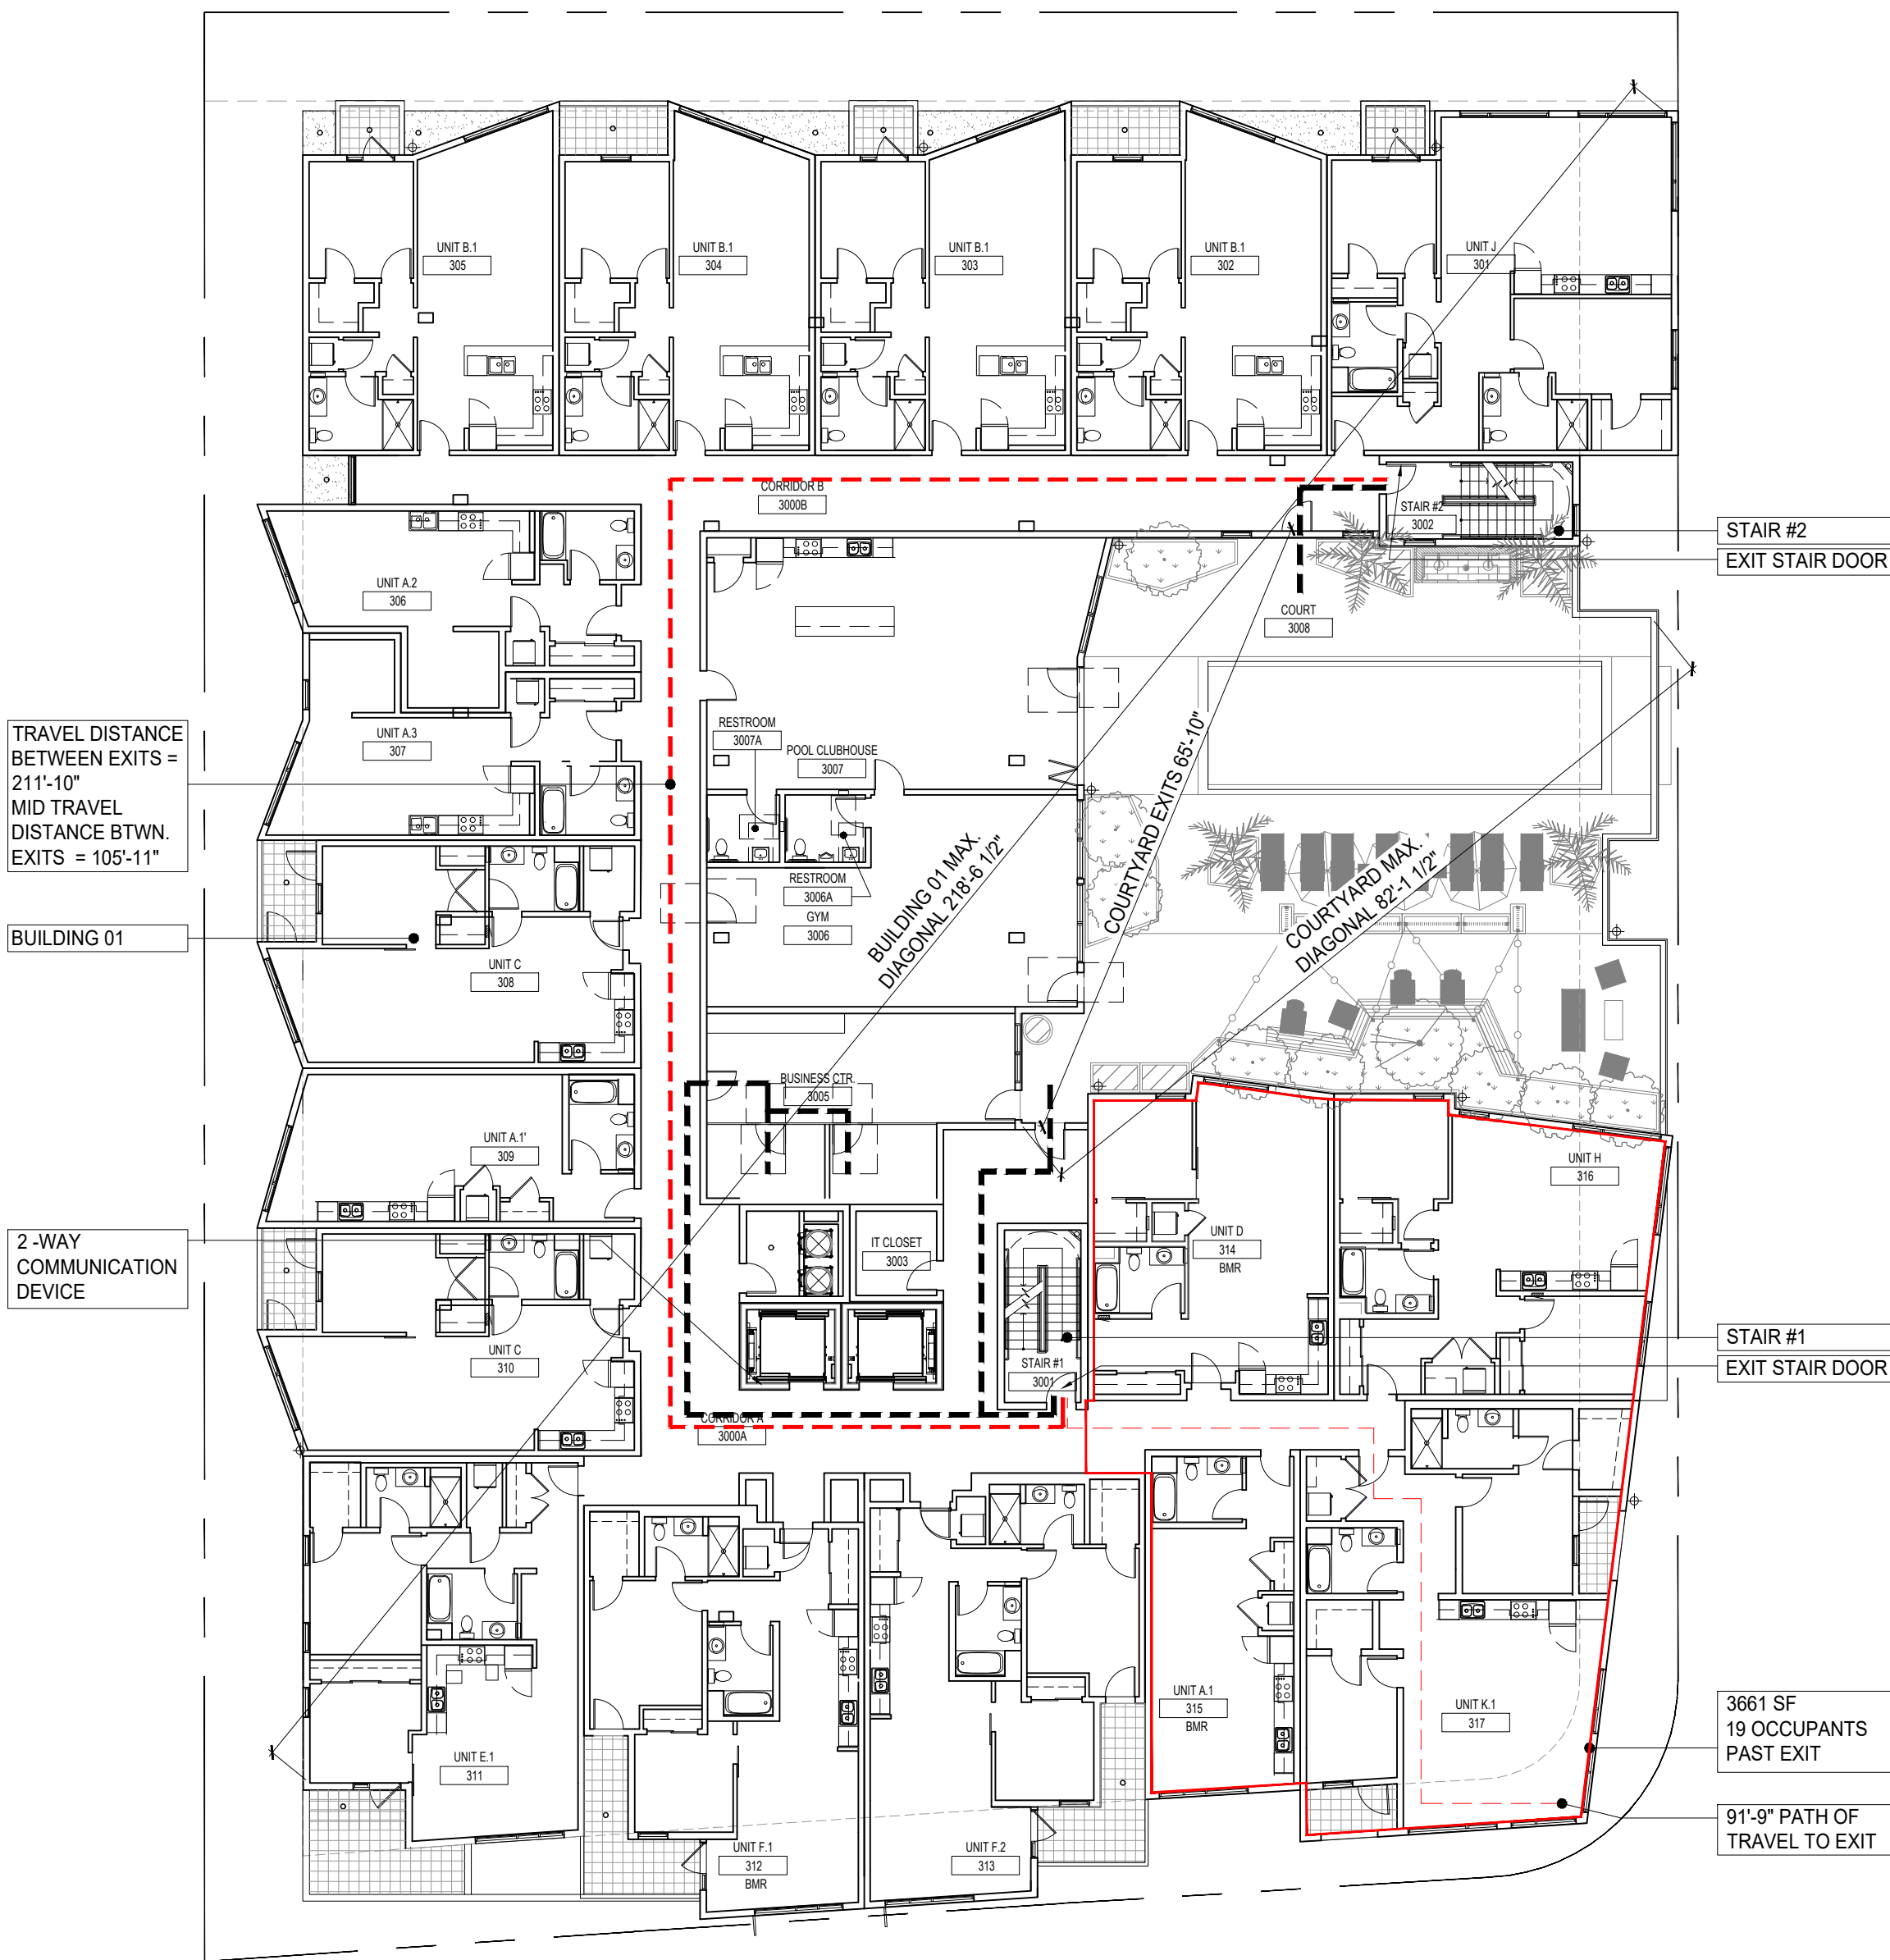 UNIT B.1
305
UNIT B.1
304
UNIT B.1
303
UNIT B.1
302
UNIT J
301
CORRIDOR B
3000B
STAIR #2
3002
STAIR #2
EXIT STAIR DOOR
UNIT A.2
306
COURT
3008
UNIT A.3
307
RESTROOM
3007A
POOL CLUBHOUSE
3007
TRAVEL DISTANCE
BETWEEN EXITS =
211'-10"
MID TRAVEL
DISTANCE BTWN.
EXITS = 105'-11"
BUILDING 01 MAX.
DIAGONAL 218'-6 1/2"
COURTYARD EXITS 65'-10"
COURTYARD MAX.
DIAGONAL 82'-1 1/2"
RESTROOM
3006A
GYM
3006
BUILDING 01
UNIT C
308
BUSINESS CTR.
3005
UNIT A.1'
309
UNIT H
316
2 -WAY
COMMUNICATION
DEVICE
IT CLOSET
3003
UNIT D
314
BMR
UNIT C
310
STAIR #1
3001
STAIR #1
EXIT STAIR DOOR
CORRIDOR A
3000A
UNIT E.1
311
UNIT F.1
312
BMR
UNIT F.2
313
UNIT A.1
315
BMR
UNIT K.1
317
3661 SF
19 OCCUPANTS
PAST EXIT
91'-9" PATH OF
TRAVEL TO EXIT